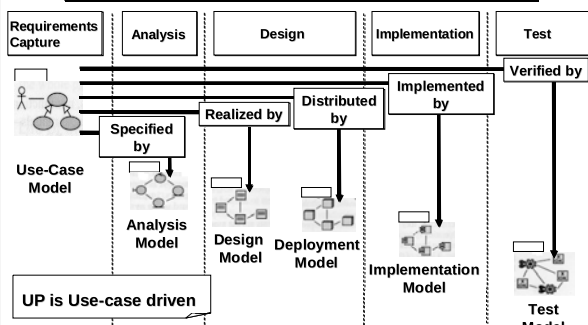 Requirements
Capture
Analysis
Design
Implementation
Test
Verified by
Implemented
by
Distributed
by
Realized by
Specified
by
Use-Case
Model
Analysis
Model
Design
Model
Deployment
Model
Implementation
Model
Test
Model
UP is Use-case driven